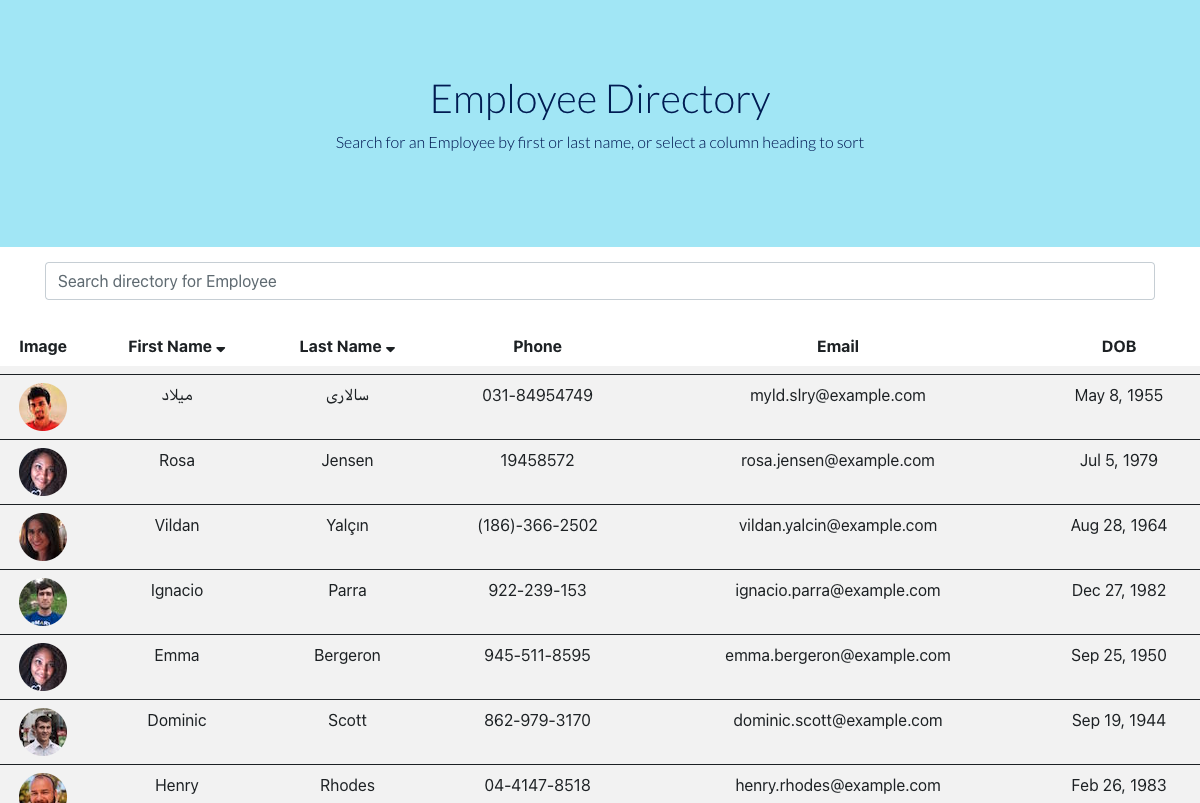 Employee Directory
Search for an Employee by first or last name, or select a column heading to sort
Search directory for Employee
Image First Name Last Name Phone Email DOB
میلاد سالاری 031-84954749 myld.slry@example.com May 8, 1955
Rosa Jensen 19458572 rosa.jensen@example.com Jul 5, 1979
Vildan Yalçın (186)-366-2502 vildan.yalcin@example.com Aug 28, 1964
Ignacio Parra 922-239-153 ignacio.parra@example.com Dec 27, 1982
Emma Bergeron 945-511-8595 emma.bergeron@example.com Sep 25, 1950
Dominic Scott 862-979-3170 dominic.scott@example.com Sep 19, 1944
Henry Rhodes 04-4147-8518 henry.rhodes@example.com Feb 26, 1983